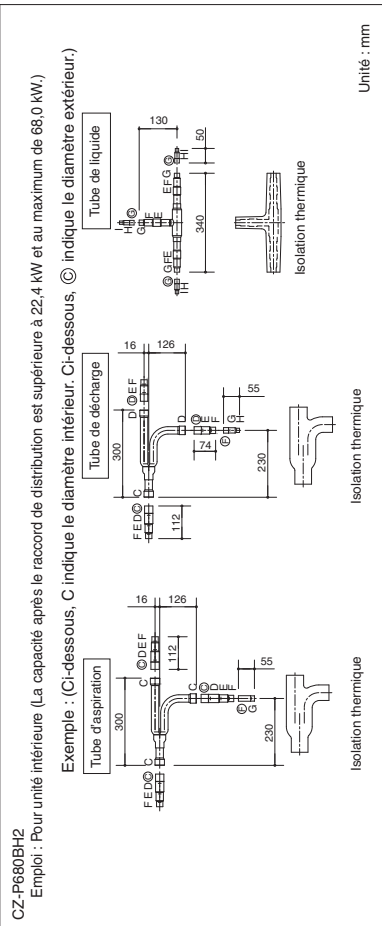 CZ-P680BH2
Emploi : Pour unité intérieure (La capacité après le raccord de distribution est supérieure à 22,4 kW et au maximum de 68,0 kW.)
Exemple : (Ci-dessous, C indique le diamètre intérieur. Ci-dessous, Ⓒ indique le diamètre extérieur.)
Tube d'aspiration
300
16
126
C
C
Ⓒ D E F
112
F E D Ⓒ
C
Ⓒ
D
E
F
Ⓕ
G
55
230
Isolation thermique
Tube de décharge
300
16
126
D
Ⓓ E F
C
F E D Ⓒ
112
D
Ⓓ
E
F
74
Ⓕ
G
H
55
230
Isolation thermique
Tube de liquide
130
I
H
Ⓖ
G
F
E
G F E
E F G
Ⓖ
I H
Ⓖ
H I
50
340
Isolation thermique
Unité : mm